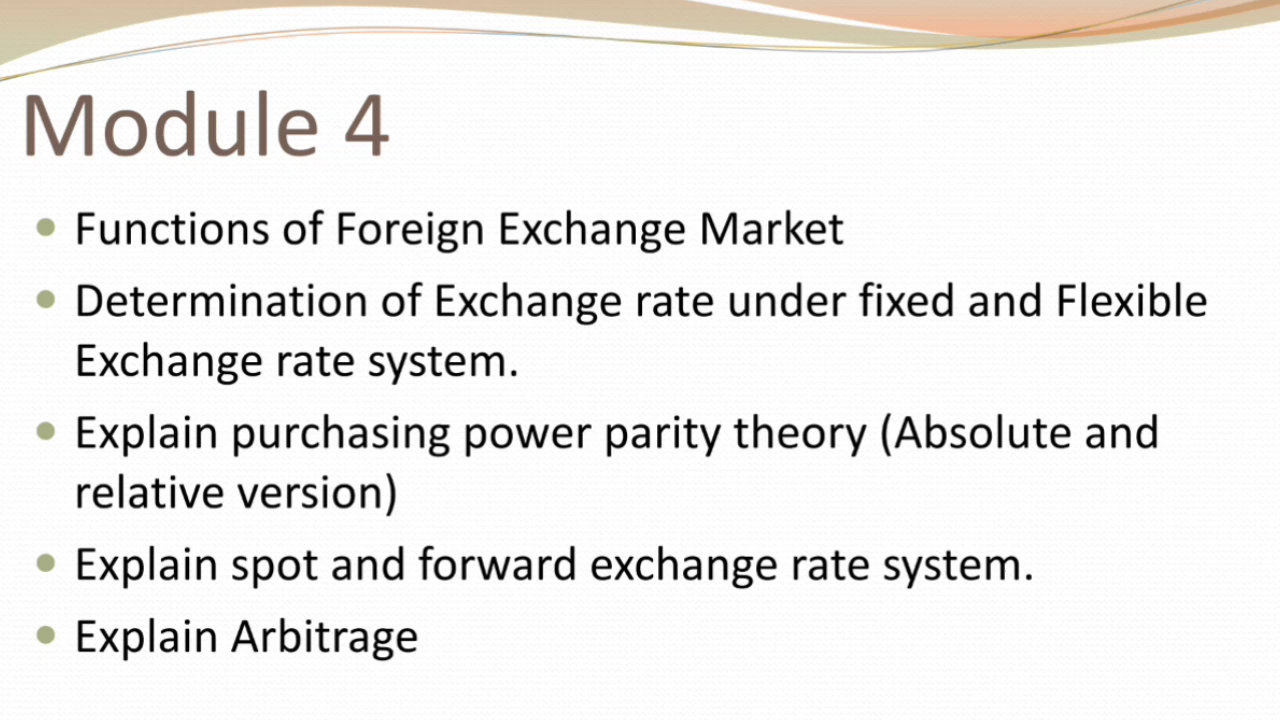 Module 4
Functions of Foreign Exchange Market
Determination of Exchange rate under fixed and Flexible
Exchange rate system.
Explain purchasing power parity theory (Absolute and
relative version)
Explain spot and forward exchange rate system.
Explain Arbitrage